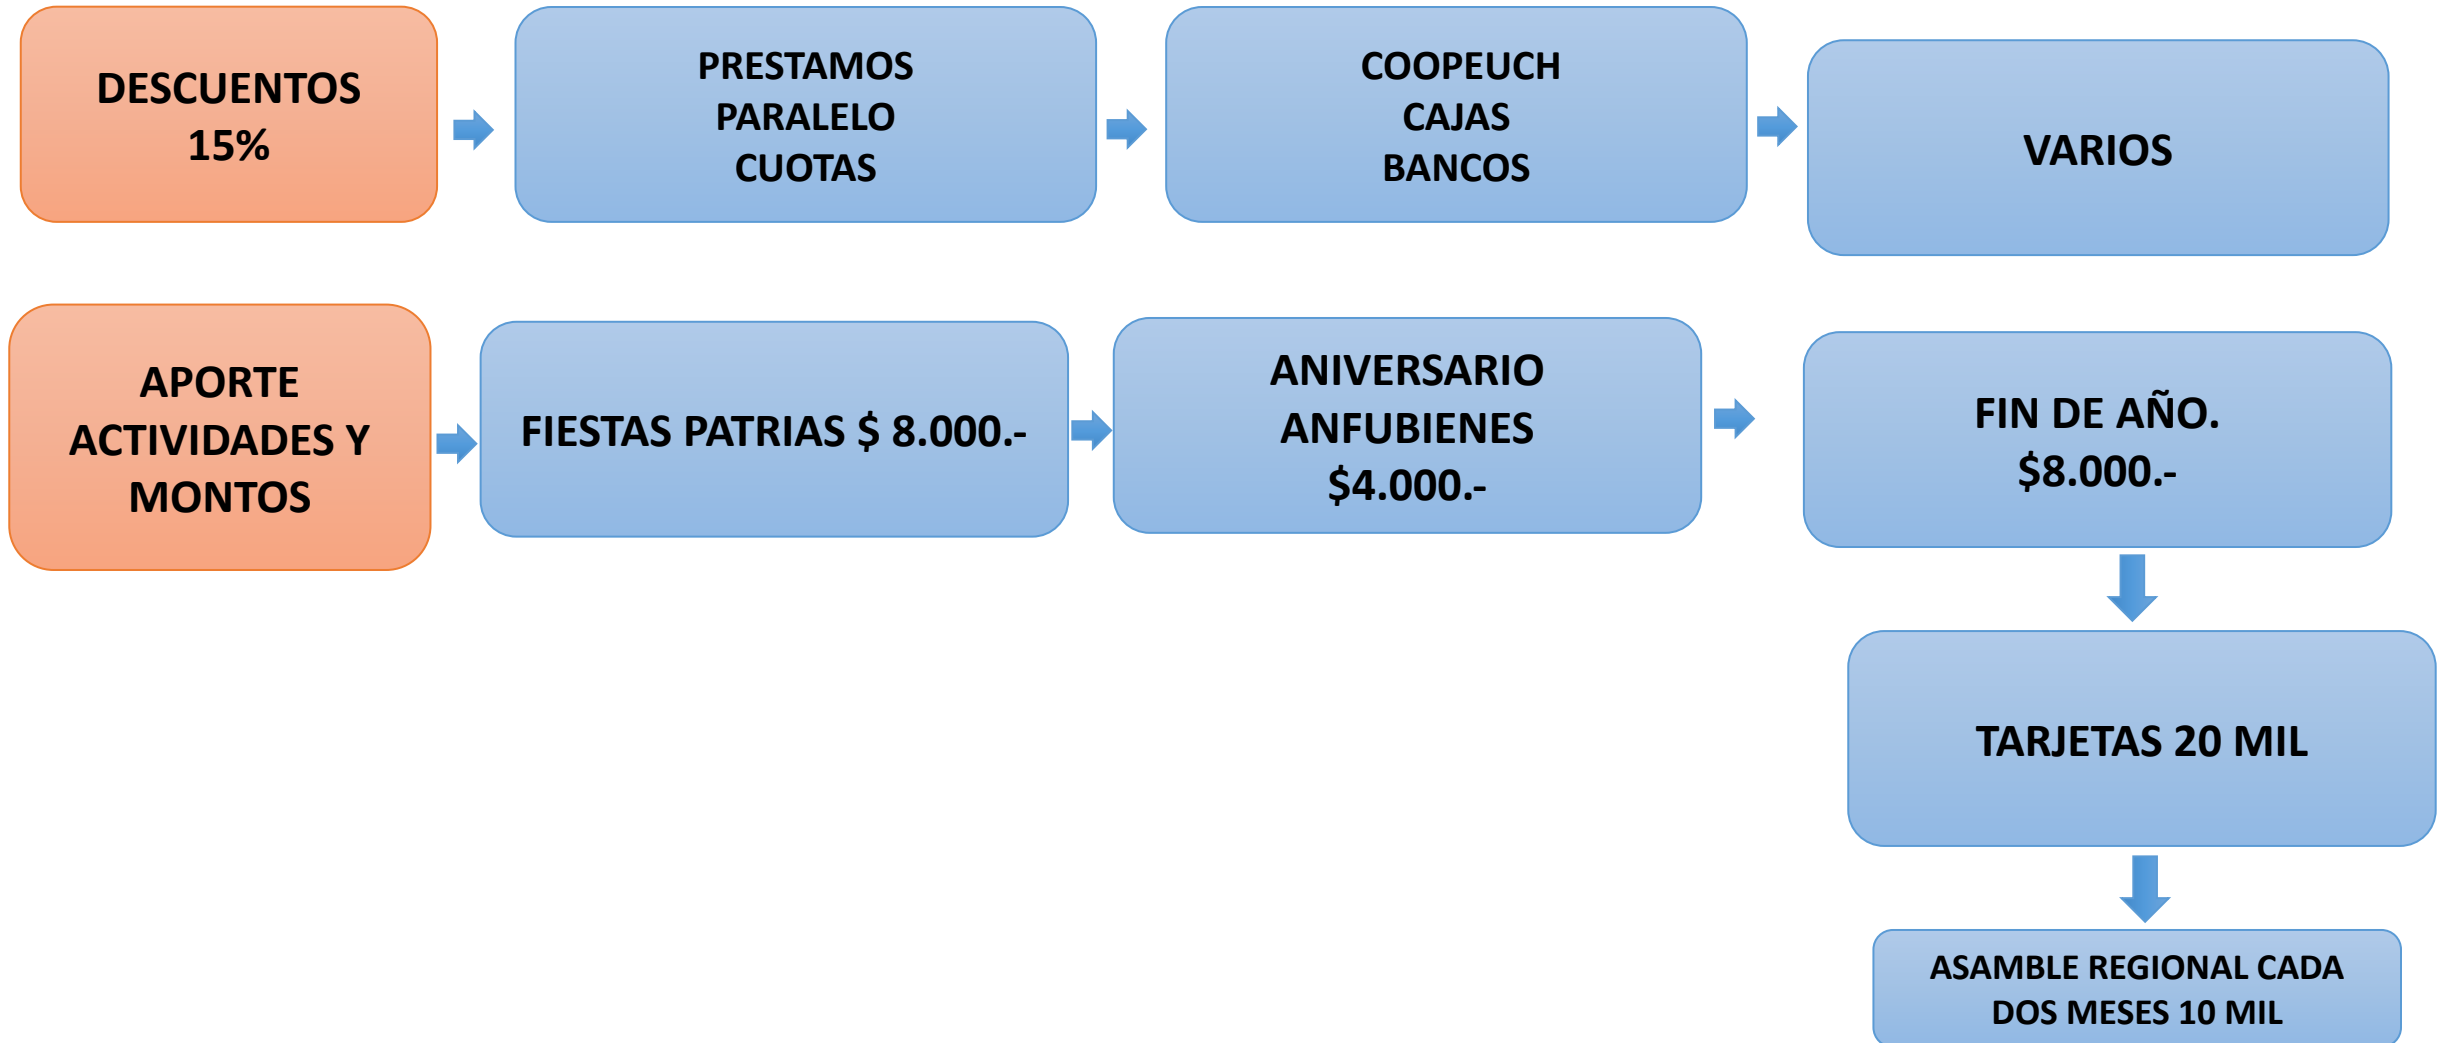 DESCUENTOS
15%
PRESTAMOS
PARALELO
CUOTAS
COOPEUCH
CAJAS
BANCOS
VARIOS
APORTE
ACTIVIDADES Y
MONTOS
FIESTAS PATRIAS $ 8.000.-
ANIVERSARIO
ANFUBIENES
$4.000.-
FIN DE AÑO.
$8.000.-
TARJETAS 20 MIL
ASAMBLE REGIONAL CADA
DOS MESES 10 MIL